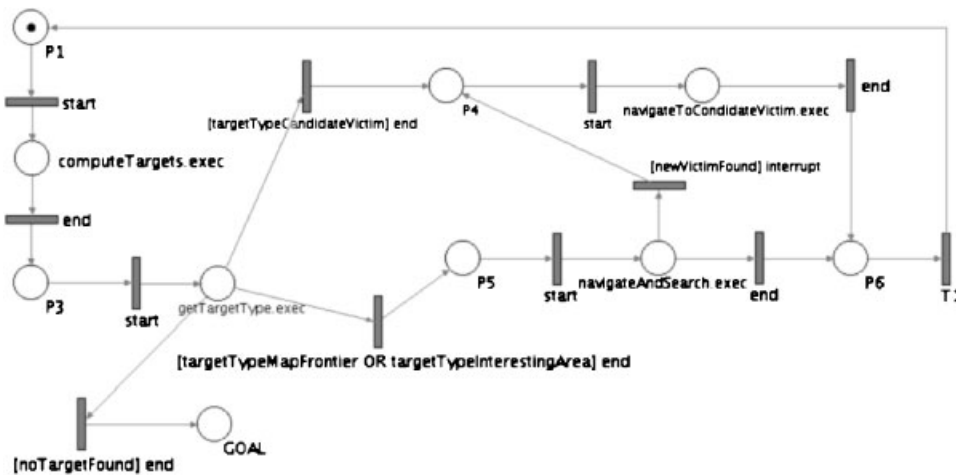 P1
start
computeTargets.exec
end
P3
start
getTargetType.exec
[targetTypeCandidateVictim] end
P4
start
navigateToCondidateVictim.exec
end
[newVictimFound] interrupt
P5
start
navigateAndSearch.exec
end
P6
[targetTypeMapFrontier OR targetTypeInterestingArea] end
[noTargetFound] end
GOAL